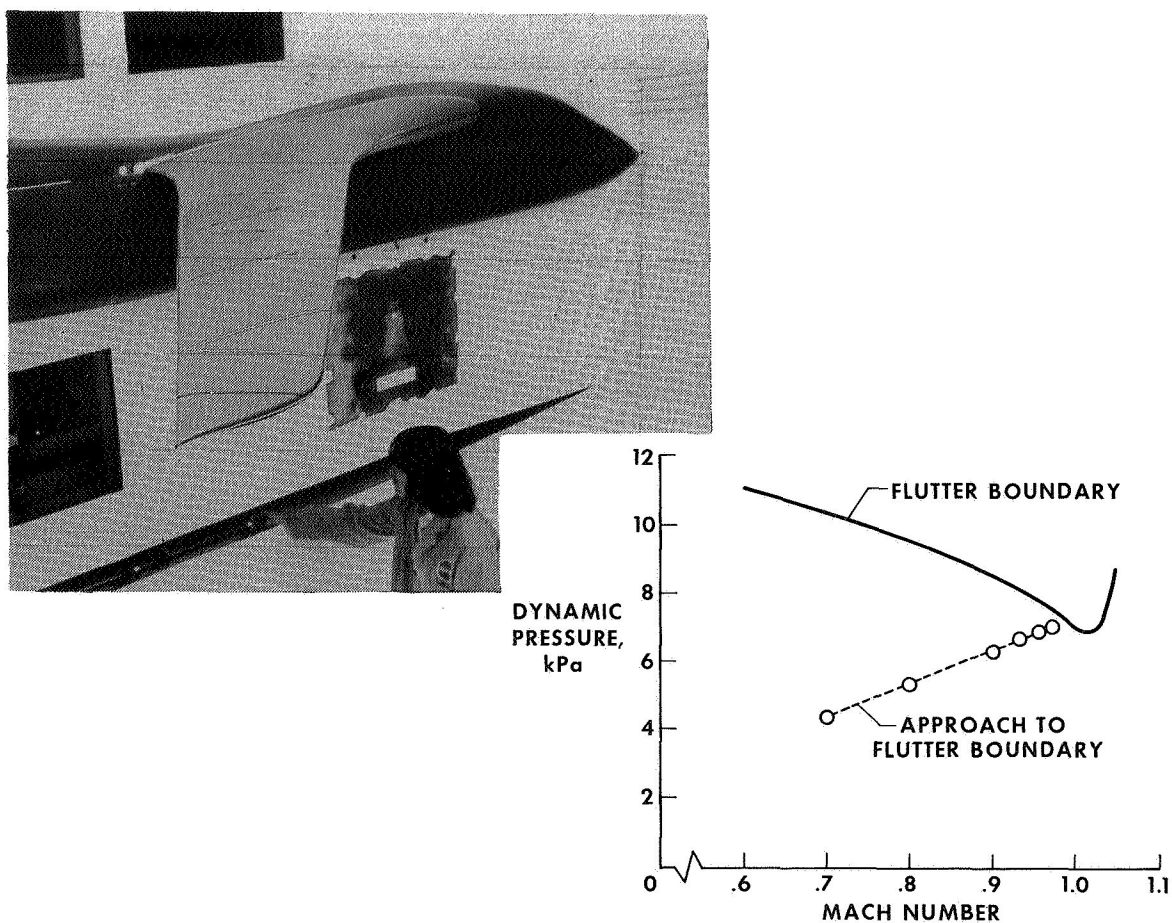 12
10
8
6
4
2
0
DYNAMIC
PRESSURE,
kPa
FLUTTER BOUNDARY
APPROACH TO
FLUTTER BOUNDARY
.6 .7 .8 .9 1.0 1.1
MACH NUMBER